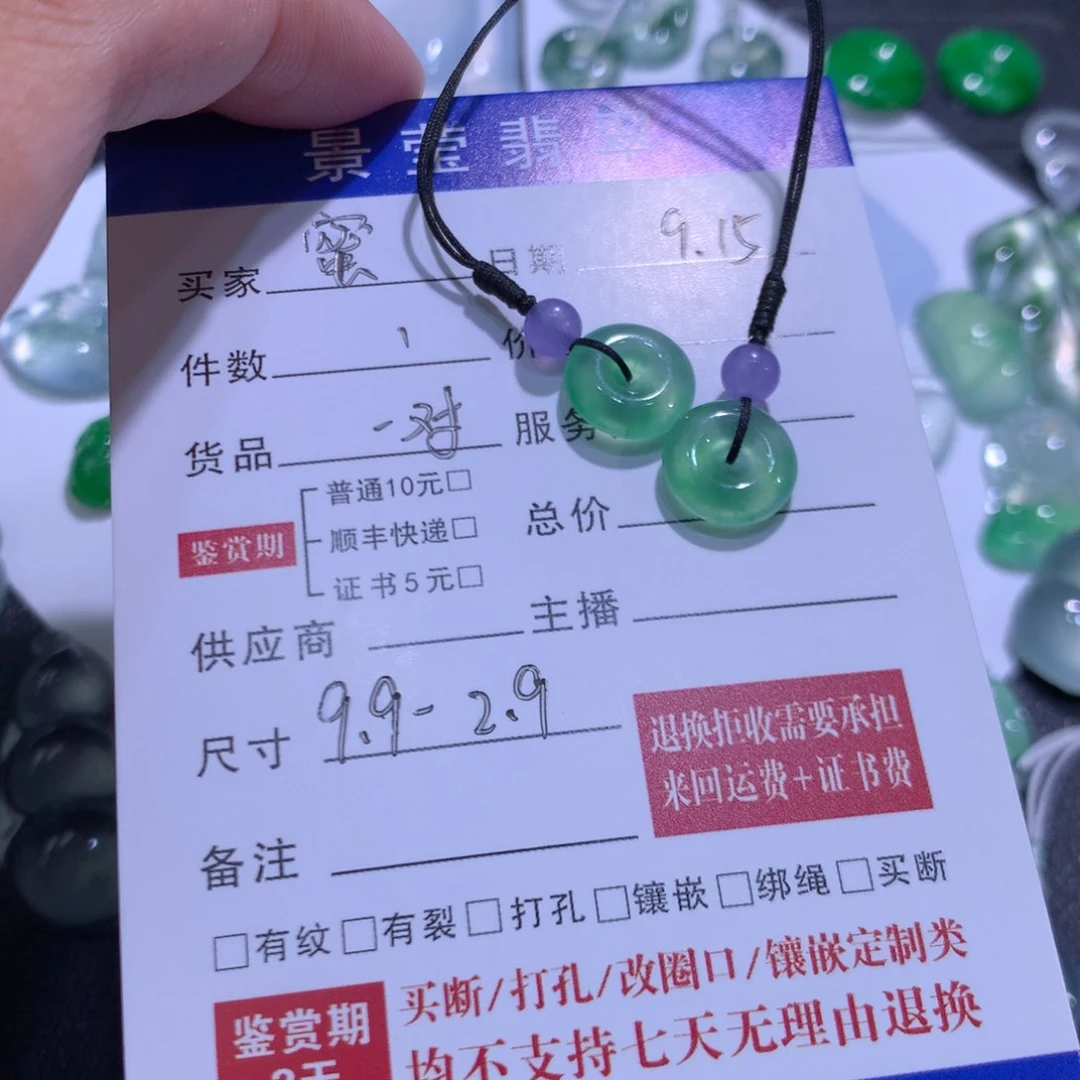 景莹翡翠
买家 蜜 日期 9.15
件数 1 价
货品 一对 服务
鉴赏期 普通10元□
顺丰快递□
证书5元□
总价
供应商 主播
尺寸 9.9-2.9
退换拒收需要承担
来回运费+证书费
备注
□有纹□有裂□打孔□镶嵌□绑绳□买断
鉴赏期
买断/打孔/改圈口/镶嵌定制类
均不支持七天无理由退换